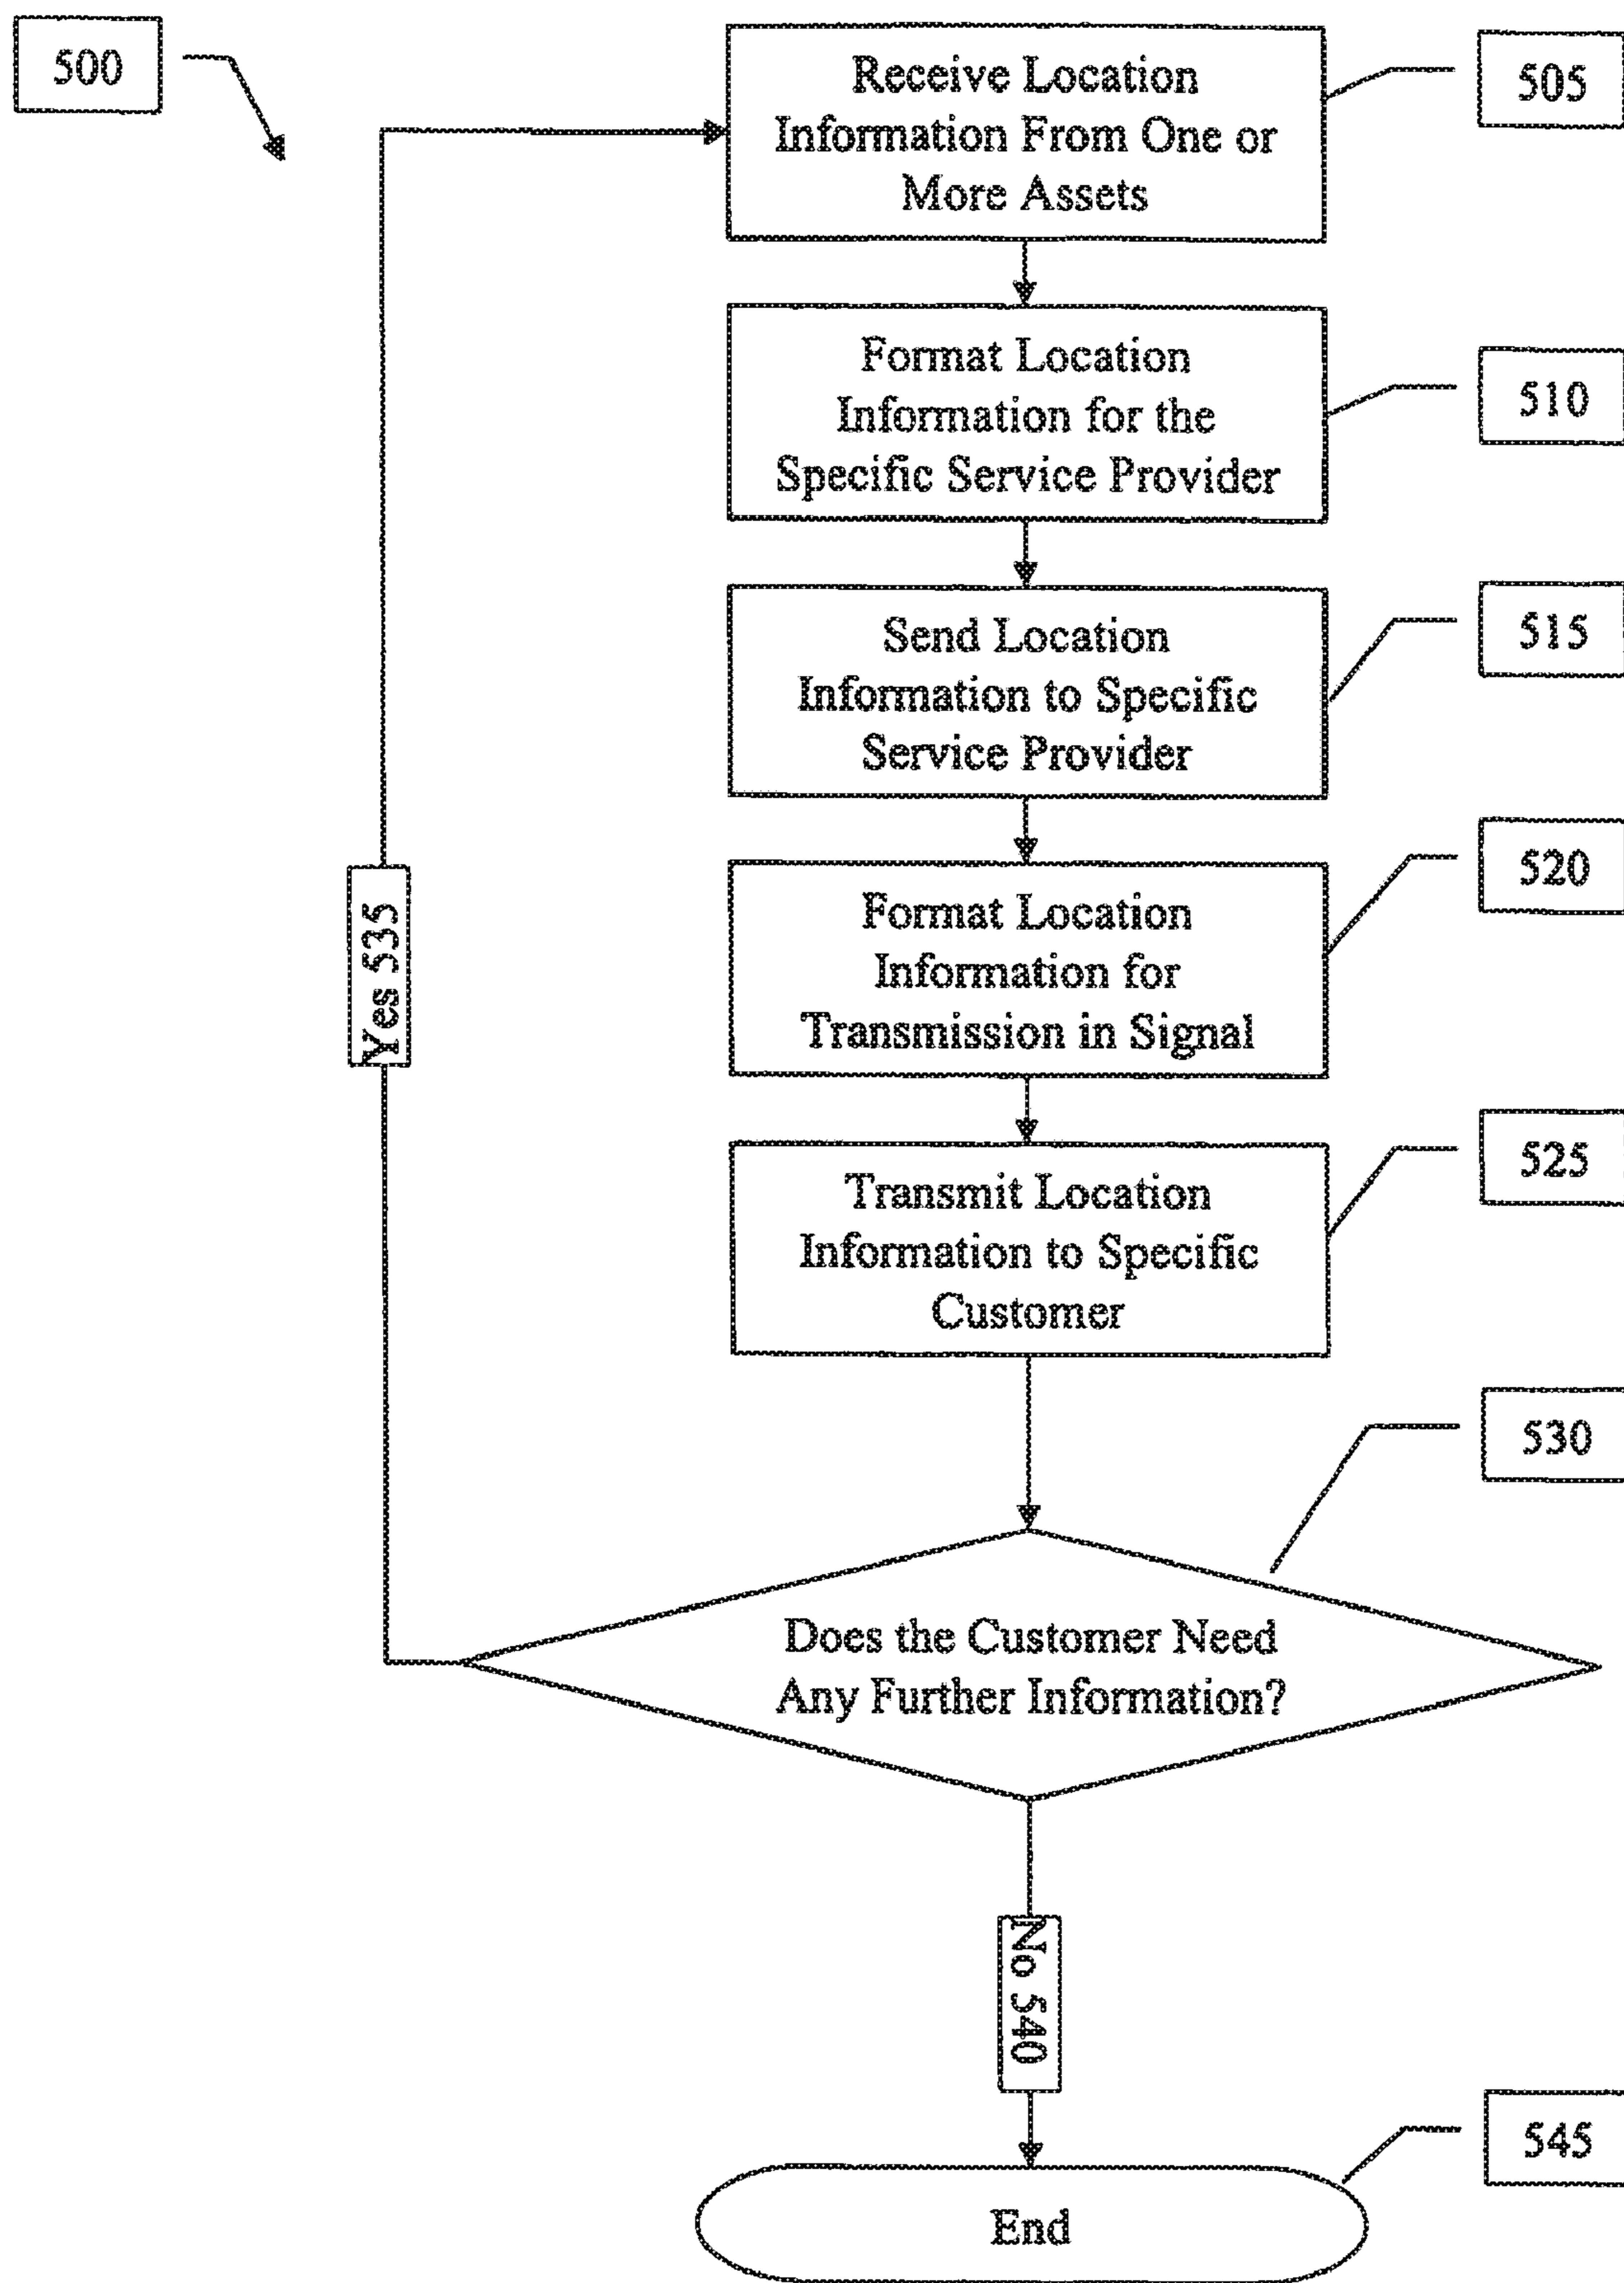 500
Receive Location
Information From One or
More Assets
505
Format Location
Information for the
Specific Service Provider
510
Send Location
Information to Specific
Service Provider
515
Format Location
Information for
Transmission in Signal
520
Yes 535
Transmit Location
Information to Specific
Customer
525
530
Does the Customer Need
Any Further Information?
No 540
545
End